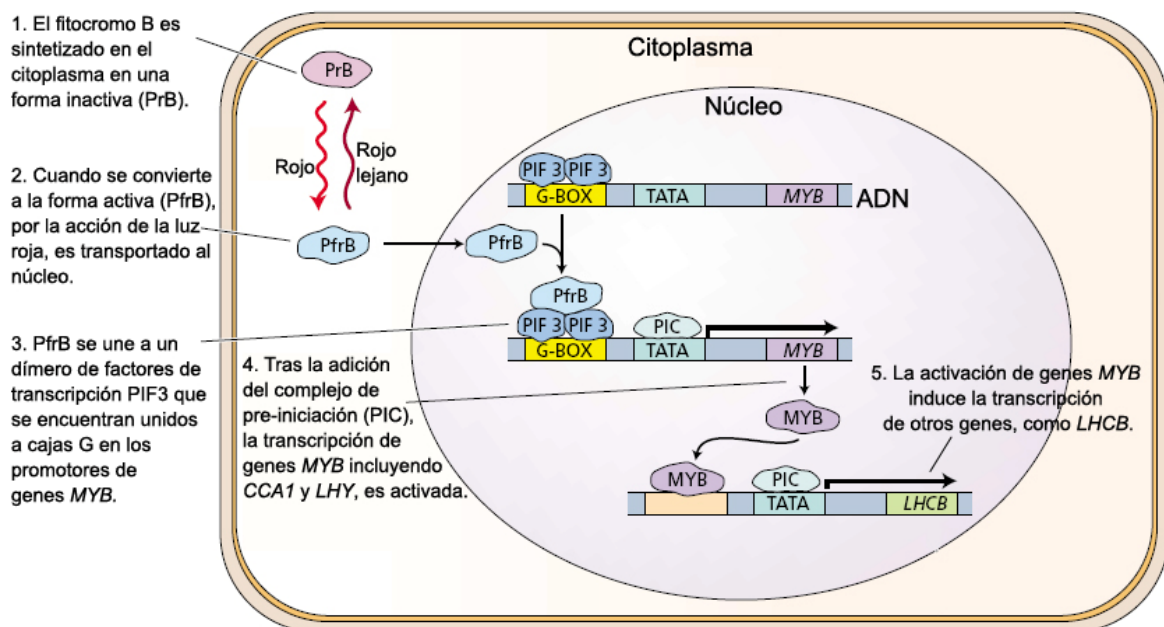 1. El fitocromo B es
sintetizado en el
citoplasma en una
forma inactiva (PrB).
2. Cuando se convierte
a la forma activa (PfrB),
por la acción de la luz
roja, es transportado al
núcleo.
3. PfrB se une a un
dímero de factores de
transcripción PIF3 que
se encuentran unidos
a cajas G en los
promotores de
genes MYB.
Citoplasma
PrB
Rojo
Rojo
lejano
PfrB
Núcleo
PIF 3 PIF 3
G-BOX TATA MYB ADN
PfrB
PfrB
PIF 3 PIF 3 PIC
G-BOX TATA MYB
4. Tras la adición
del complejo de
pre-iniciación (PIC),
la transcripción de
genes MYB incluyendo
CCA1 y LHY, es activada.
MYB
5. La activación de genes MYB
induce la transcripción
de otros genes, como LHCB.
MYB PIC
TATA LHCB